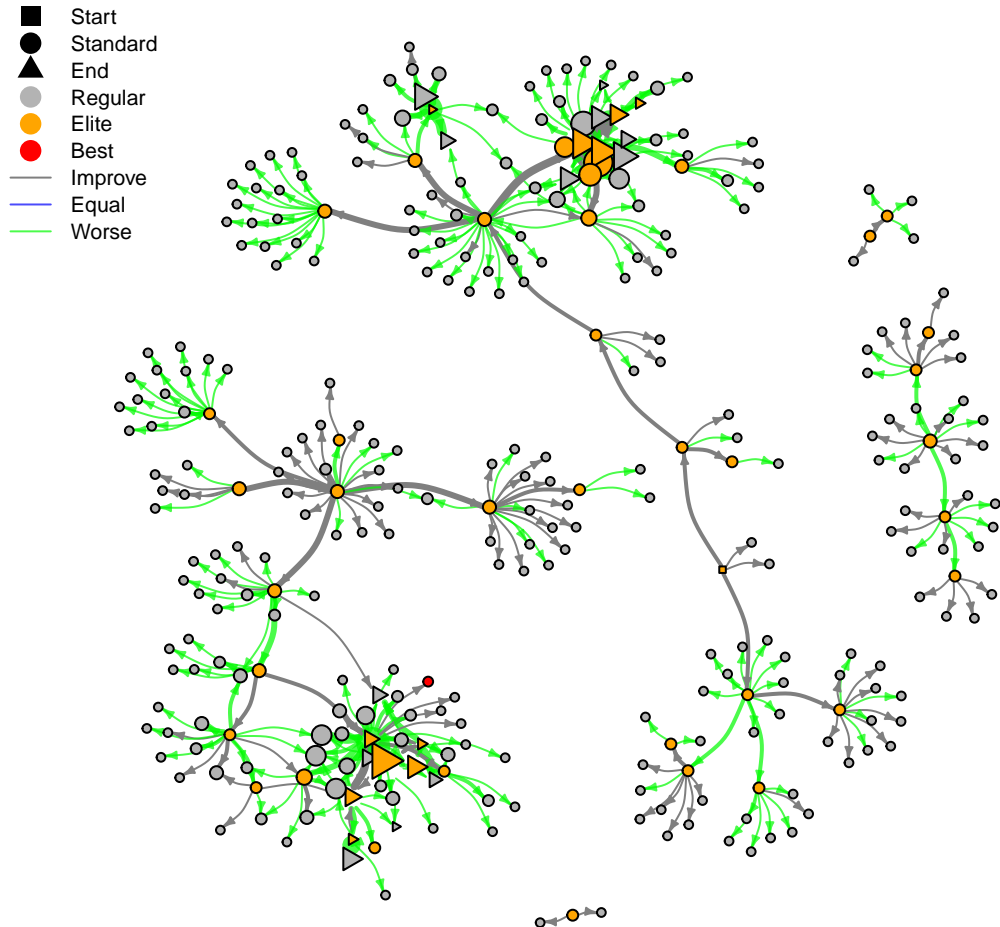 Start
Standard
End
Regular
Elite
Best
Improve
Equal
Worse